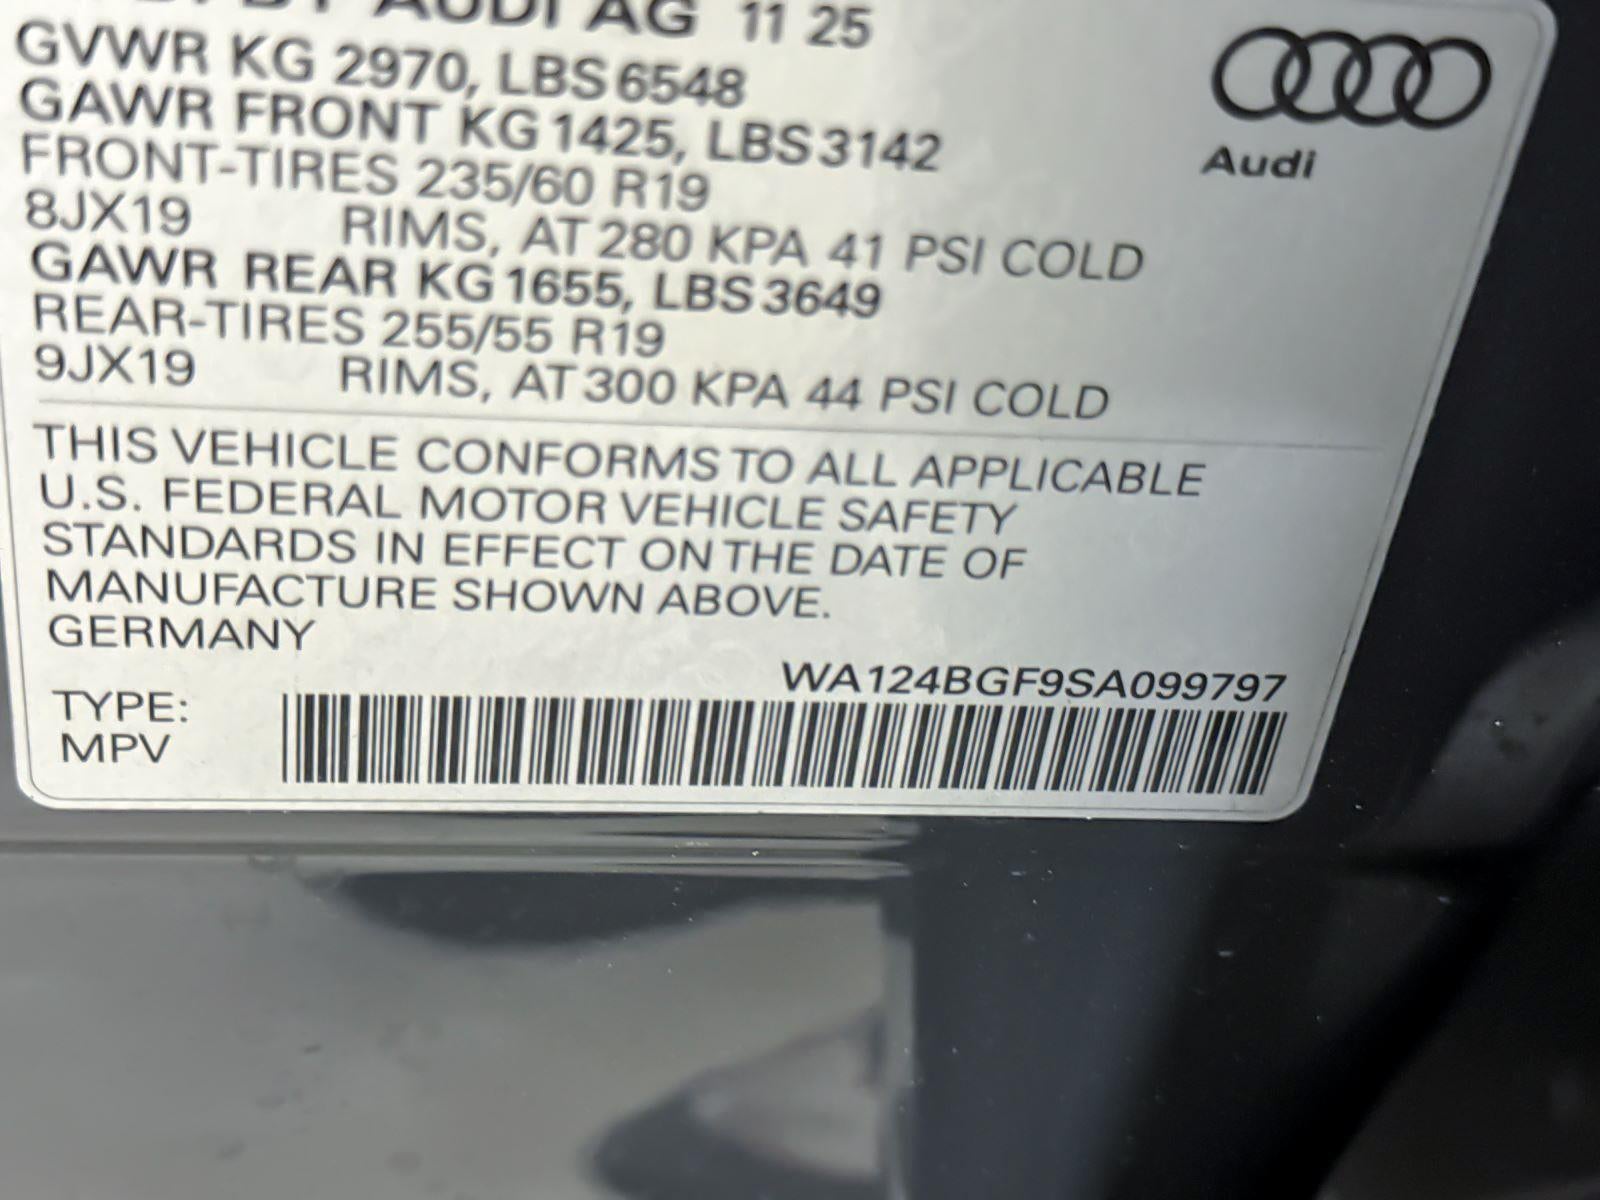 BY AUDI AG 11 25
GVWR KG 2970, LBS 6548
GAWR FRONT KG 1425, LBS 3142
FRONT-TIRES 235/60 R19
8JX19 RIMS, AT 280 KPA 41 PSI COLD
GAWR REAR KG 1655, LBS 3649
REAR-TIRES 255/55 R19
9JX19 RIMS, AT 300 KPA 44 PSI COLD
Audi
THIS VEHICLE CONFORMS TO ALL APPLICABLE
U.S. FEDERAL MOTOR VEHICLE SAFETY
STANDARDS IN EFFECT ON THE DATE OF
MANUFACTURE SHOWN ABOVE.
GERMANY
WA124BGF9SA099797
TYPE:
MPV